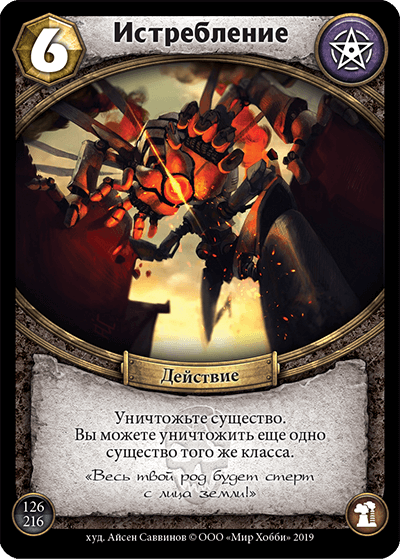 6
Истребление
Действие
Уничтожьте существо.
Вы можете уничтожить еще одно
существо того же класса.
«Весь твой род будет стерт
с лица земли!»
126
216
худ. Айсен Саввинов © ООО «Мир Хобби» 2019